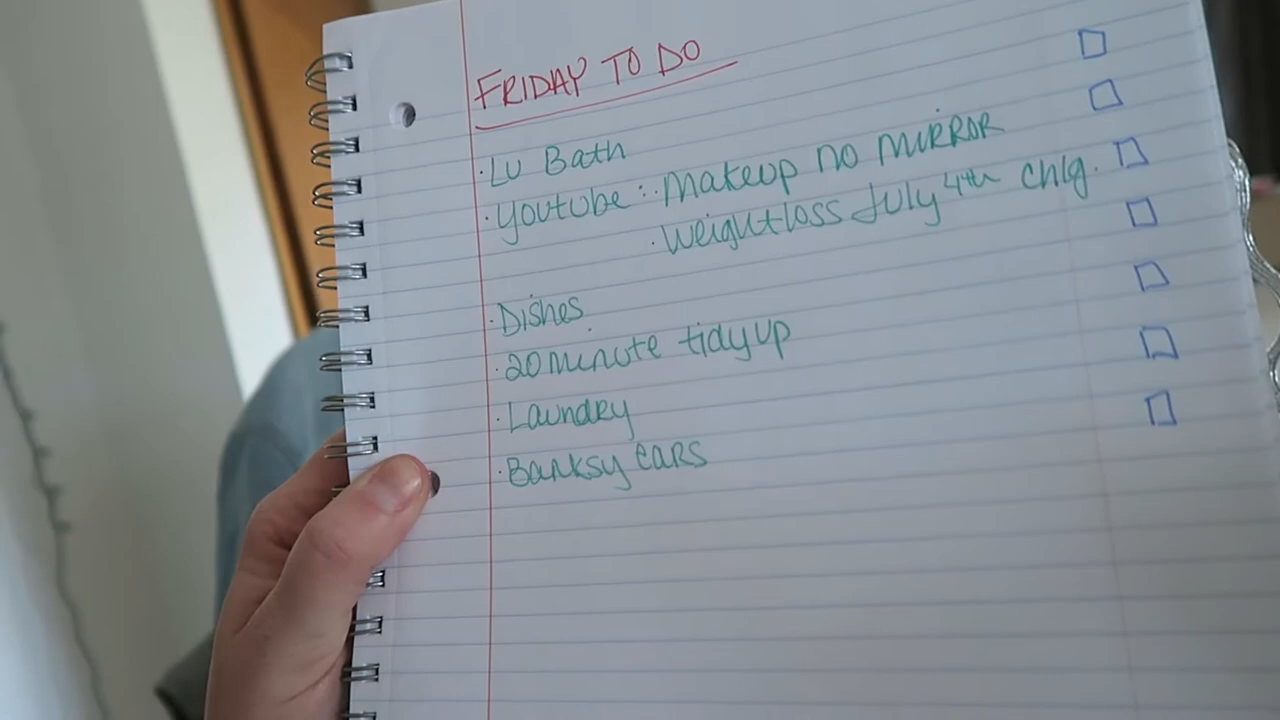 FRIDAY TO DO
· Lu Bath
· Youtube: · Makeup no MIRROR
· Weightloss July 4th chlg.
· Dishes
· 20 minute tidy up
· Laundry
· Banksy ears